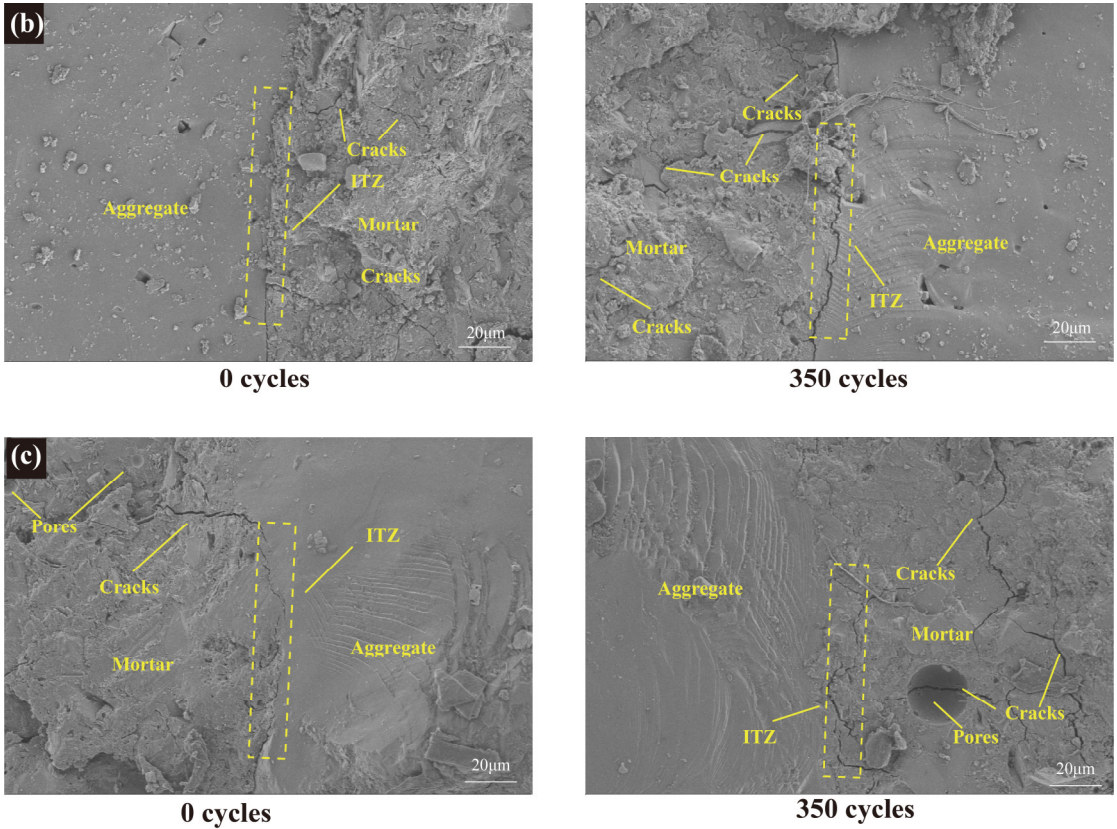 (b)
Cracks
ITZ
Aggregate
Mortar
Cracks
20μm
0 cycles
Cracks
Cracks
Mortar
Aggregate
ITZ
Cracks
20μm
350 cycles
(c)
Pores
ITZ
Cracks
Aggregate
Mortar
20μm
0 cycles
Cracks
Aggregate
Mortar
Cracks
ITZ
Pores
20μm
350 cycles